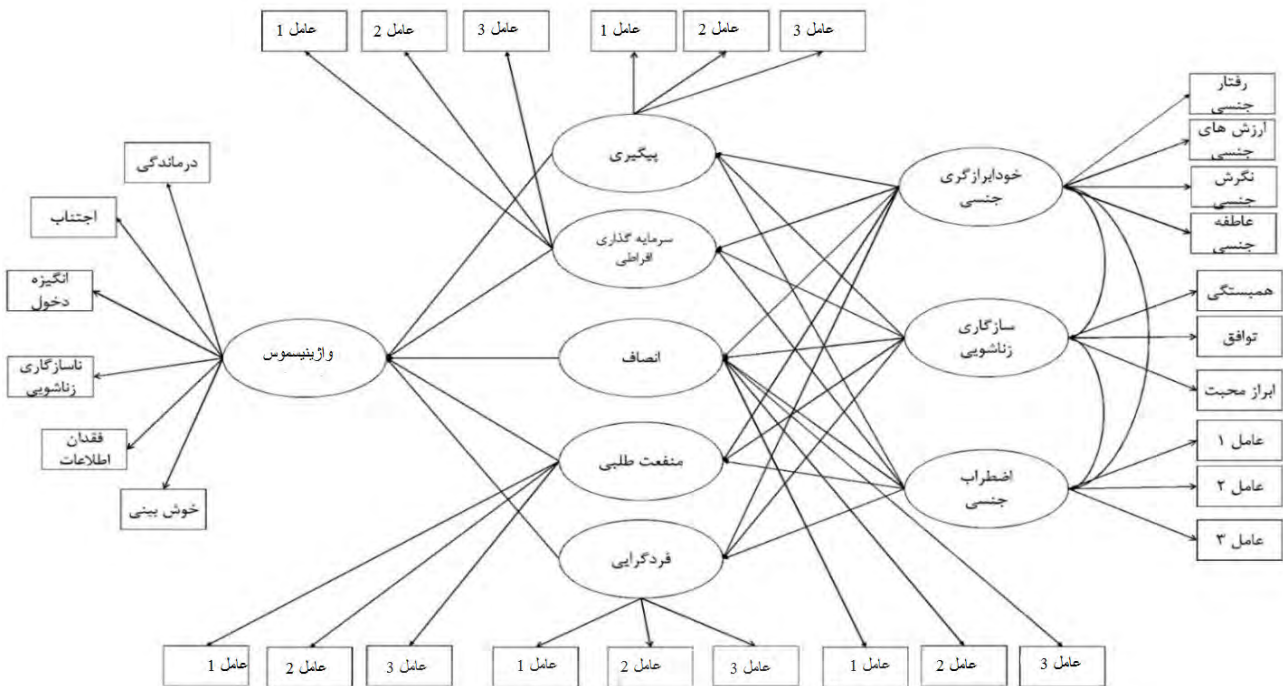 عامل 1
عامل 2
عامل 3
عامل 1
عامل 2
عامل 3
رفتار
جنسی
ارزش های
جنسی
نگرش
جنسی
عاطفه
جنسی
همبستگی
توافق
ابراز محبت
عامل ۱
عامل ۲
عامل ۳
خودابرازگری
جنسی
سازگاری
زناشویی
اضطراب
جنسی
پیگیری
سرمایه گذاری
افراطی
انصاف
منفعت طلبی
فردگرایی
واژینیسموس
درماندگی
اجتناب
انگیزه
دخول
ناسازگاری
زناشویی
فقدان
اطلاعات
خوش بینی
عامل 1
عامل 2
عامل 3
عامل 1
عامل 2
عامل 3
عامل 1
عامل 2
عامل 3